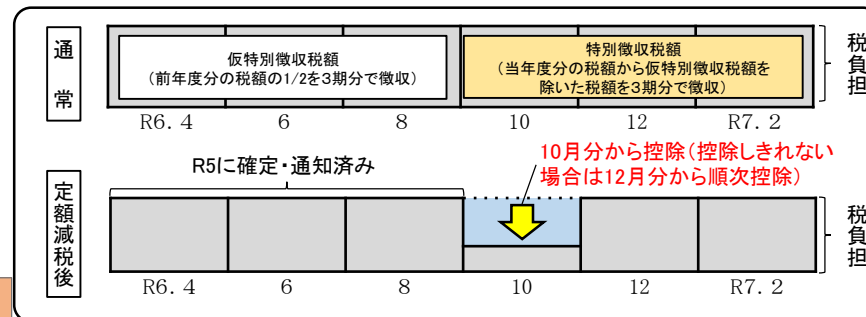 通常
仮特別徴収税額
(前年度分の税額の1/2を3期分で徴収)
特別徴収税額
(当年度分の税額から仮特別徴収税額を
除いた税額を3期分で徴収)
税負担
R6.4 6 8 10 12 R7.2
R5に確定・通知済み
10月分から控除(控除しきれない
場合は12月分から順次控除)
定額減税後
税負担
R6.4 6 8 10 12 R7.2